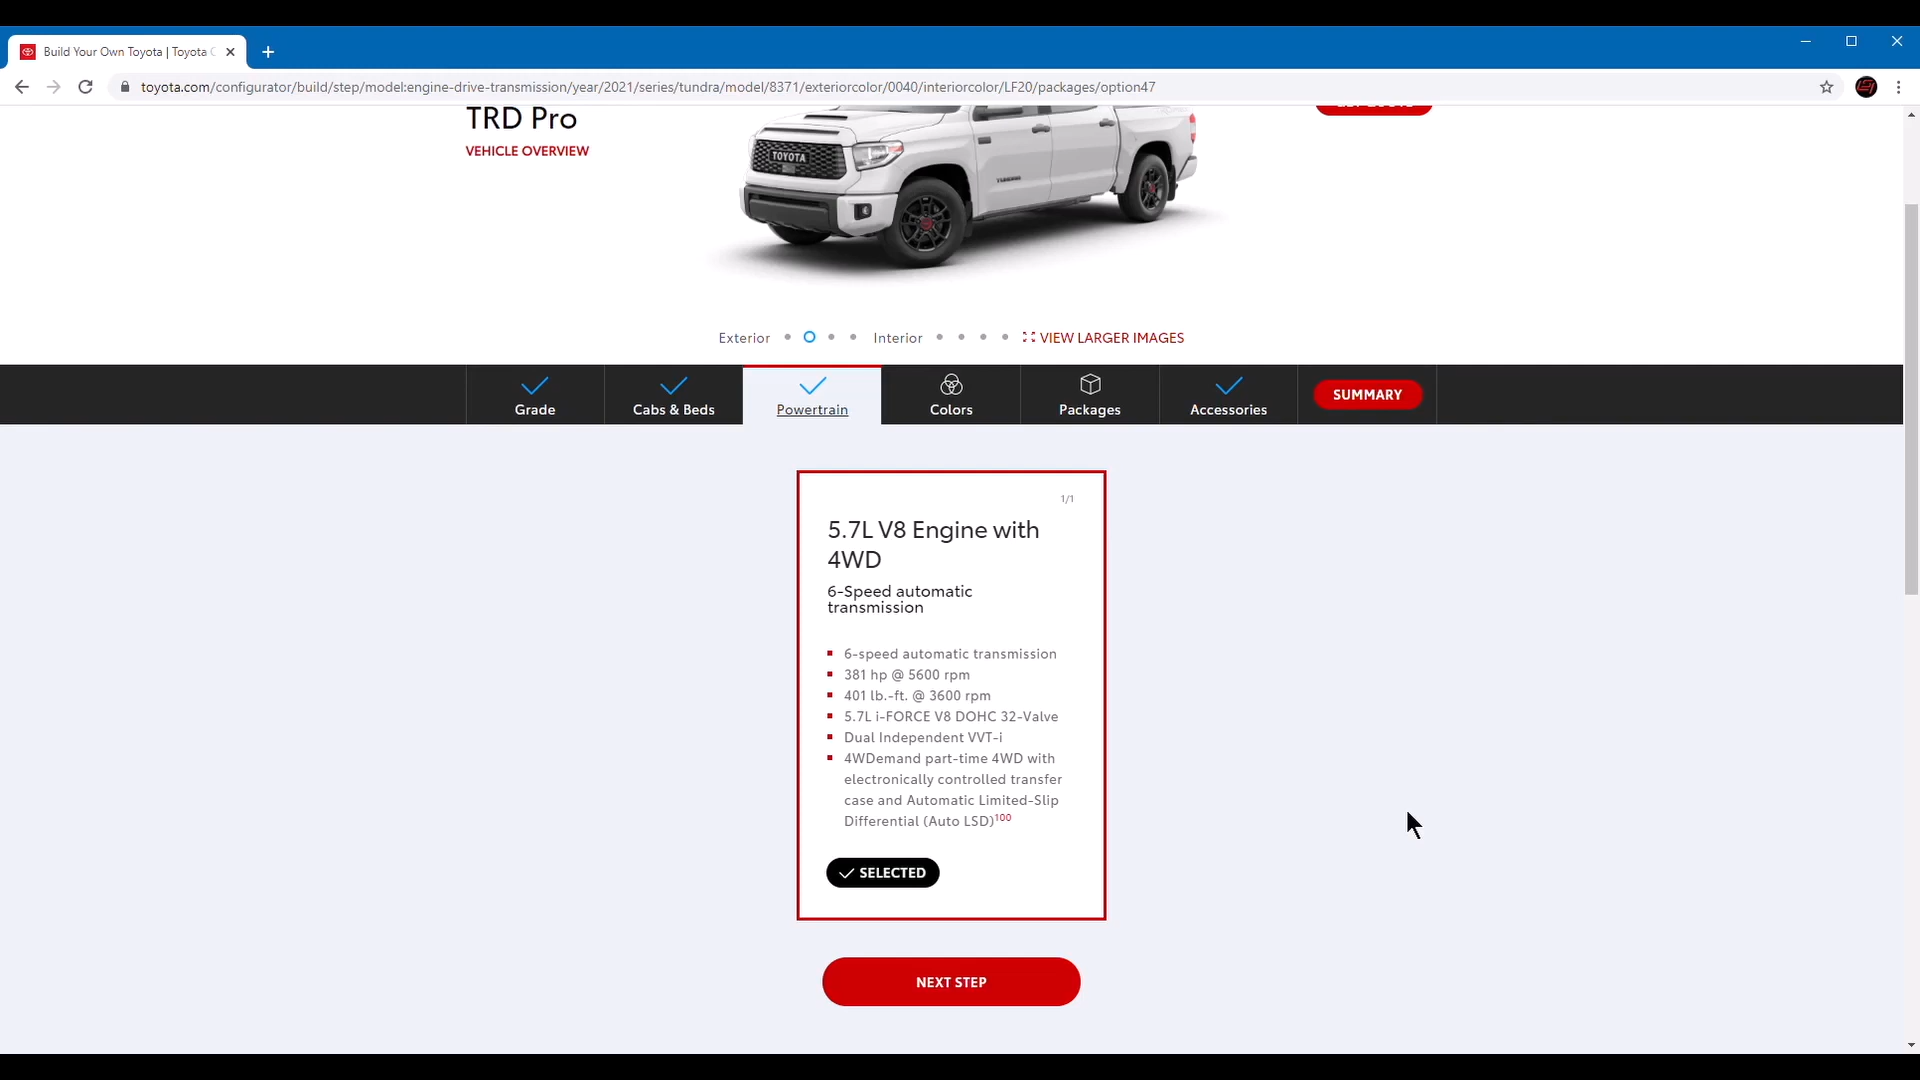 Build Your Own Toyota | Toyota
toyota.com/configurator/build/step/model:engine-drive-transmission/year/2021/series/tundra/model/8371/exteriorcolor/0040/interiorcolor/LF20/packages/option47
TRD Pro
VEHICLE OVERVIEW
TOYOTA
TUNDRA
Exterior
Interior
VIEW LARGER IMAGES
Grade
Cabs & Beds
Powertrain
Colors
Packages
Accessories
SUMMARY
1/1
5.7L V8 Engine with
4WD
6-Speed automatic
transmission
6-speed automatic transmission
381 hp @ 5600 rpm
401 lb.-ft. @ 3600 rpm
5.7L i-FORCE V8 DOHC 32-Valve
Dual Independent VVT-i
4WDemand part-time 4WD with
electronically controlled transfer
case and Automatic Limited-Slip
Differential (Auto LSD)100
SELECTED
NEXT STEP